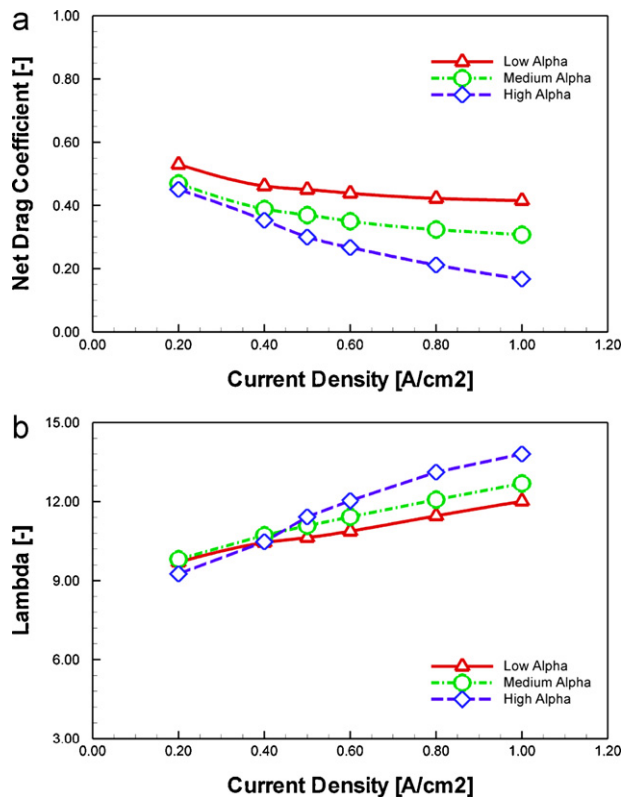 a
1.00
0.80
0.60
0.40
0.20
0.00
Net Drag Coefficient [-]
Low Alpha
Medium Alpha
High Alpha
0.00 0.20 0.40 0.60 0.80 1.00 1.20
Current Density [A/cm2]
b
15.00
12.00
9.00
6.00
3.00
Lambda [-]
Low Alpha
Medium Alpha
High Alpha
0.00 0.20 0.40 0.60 0.80 1.00 1.20
Current Density [A/cm2]